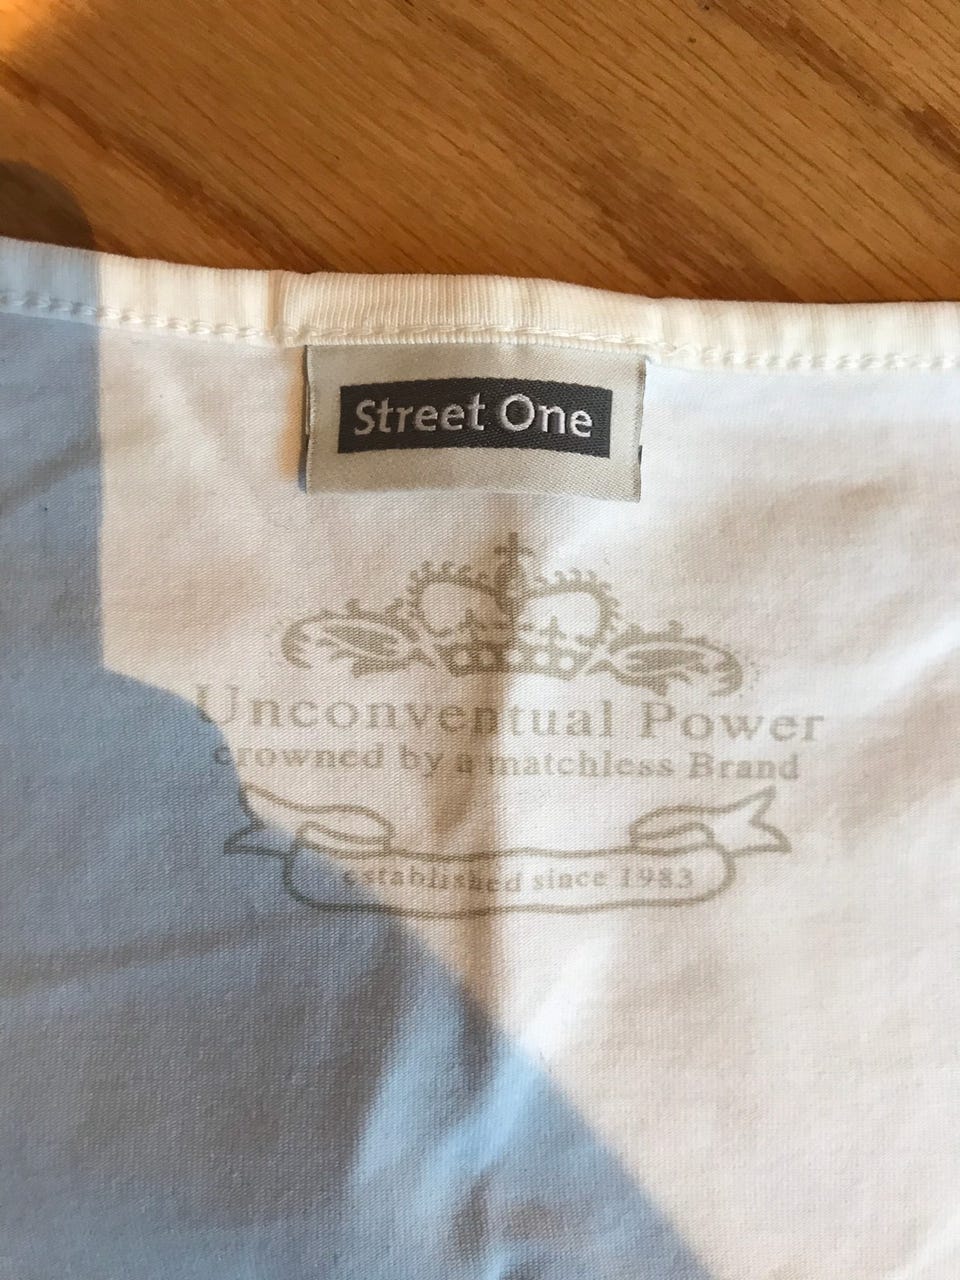 Street One
Unconventual Power
crowned by a matchless Brand
established since 1983